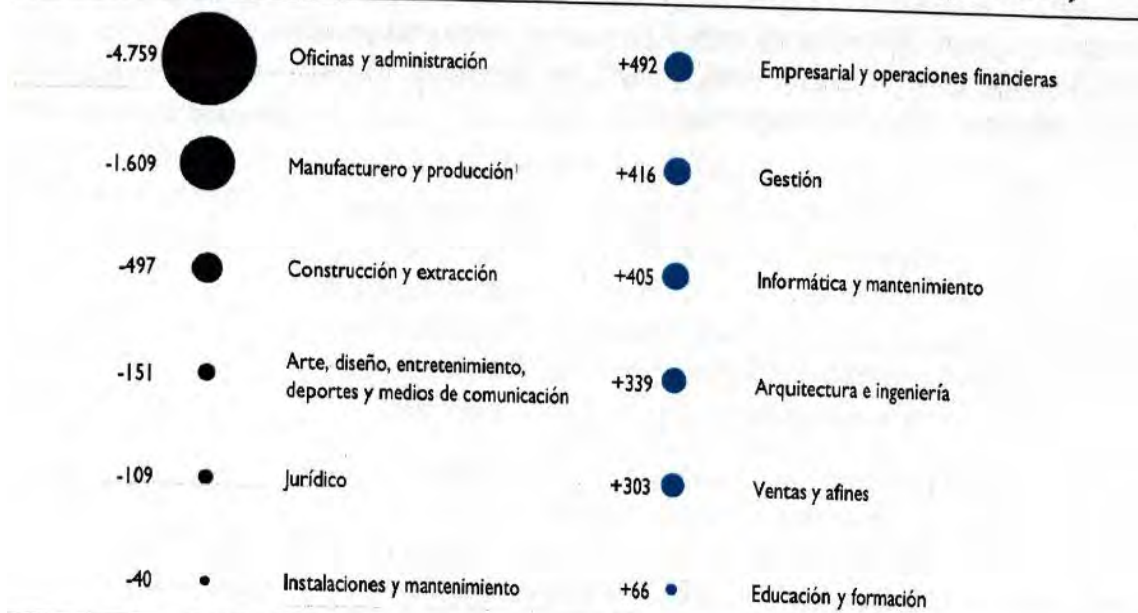 -4.759 Oficinas y administración
-1.609 Manufacturero y producción¹
-497 Construcción y extracción
-151 Arte, diseño, entretenimiento,
deportes y medios de comunicación
-109 Jurídico
-40 Instalaciones y mantenimiento
+492 Empresarial y operaciones financieras
+416 Gestión
+405 Informática y mantenimiento
+339 Arquitectura e ingeniería
+303 Ventas y afines
+66 Educación y formación